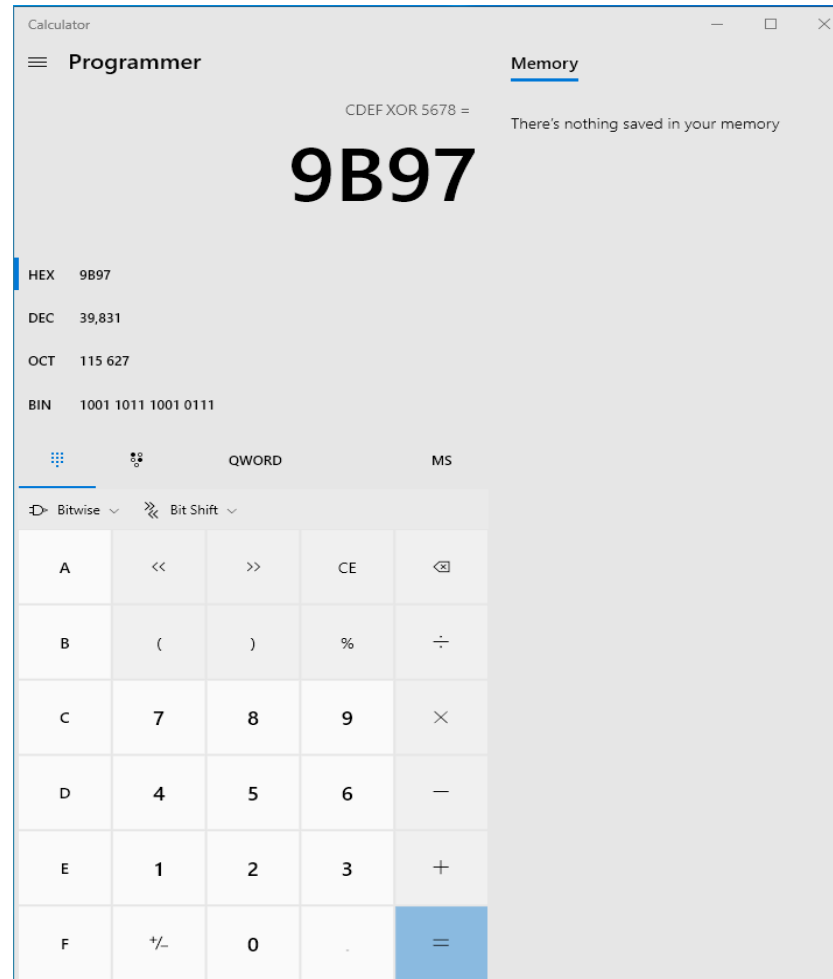 Calculator
Programmer
Memory
CDEF XOR 5678 =
There's nothing saved in your memory
9B97
HEX 9B97
DEC 39,831
OCT 115 627
BIN 1001 1011 1001 0111
QWORD MS
Bitwise Bit Shift
A << >> CE
B ( ) % ÷
C 7 8 9 ×
D 4 5 6 −
E 1 2 3 +
F +/− 0 . =